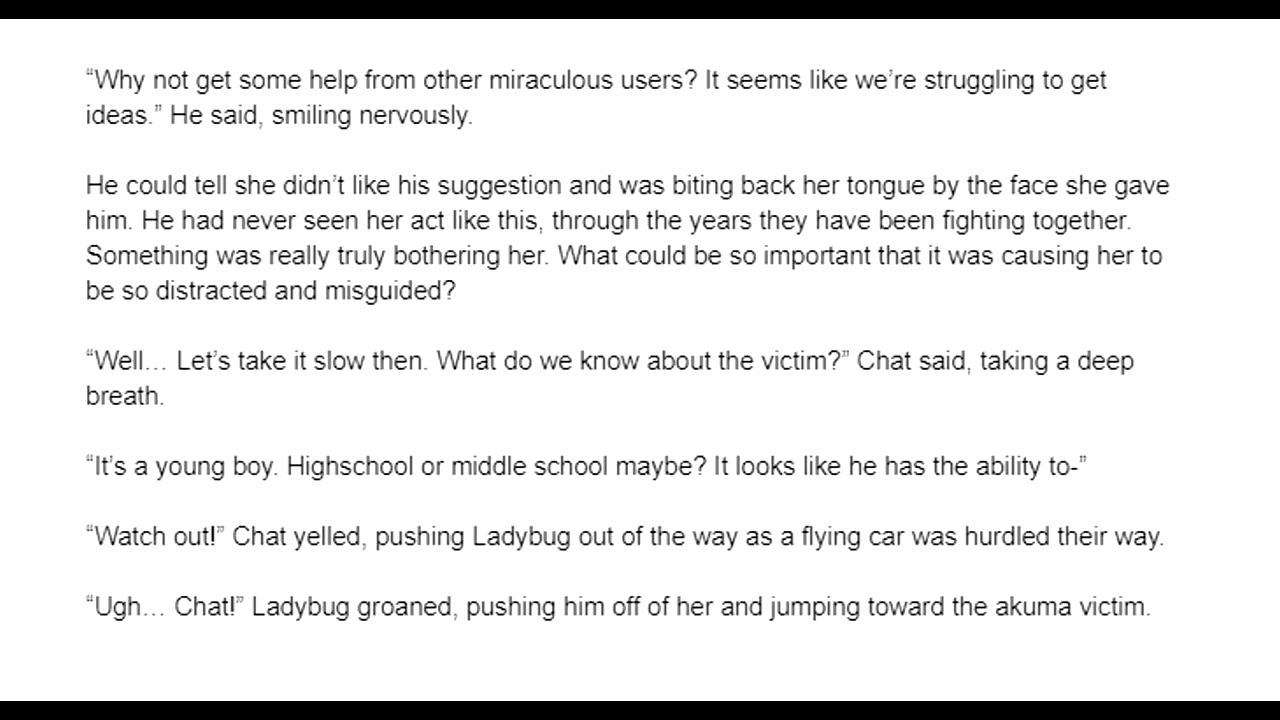 “Why not get some help from other miraculous users? It seems like we’re struggling to get
ideas.” He said, smiling nervously.
He could tell she didn’t like his suggestion and was biting back her tongue by the face she gave
him. He had never seen her act like this, through the years they have been fighting together.
Something was really truly bothering her. What could be so important that it was causing her to
be so distracted and misguided?
“Well… Let’s take it slow then. What do we know about the victim?” Chat said, taking a deep
breath.
“It’s a young boy. Highschool or middle school maybe? It looks like he has the ability to-”
“Watch out!” Chat yelled, pushing Ladybug out of the way as a flying car was hurdled their way.
“Ugh… Chat!” Ladybug groaned, pushing him off of her and jumping toward the akuma victim.